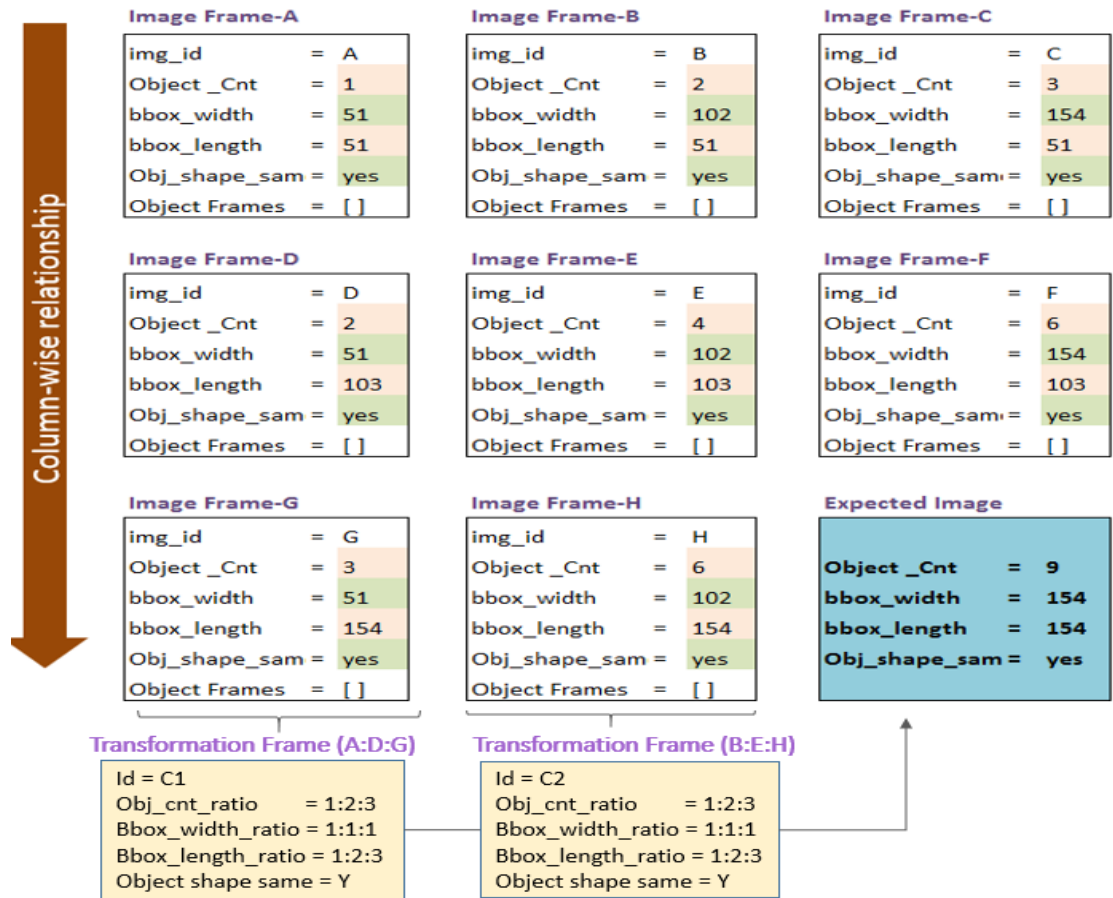 Column-wise relationship
Image Frame-A
img_id = A
Object _Cnt = 1
bbox_width = 51
bbox_length = 51
Obj_shape_sam = yes
Object Frames = [ ]
Image Frame-B
img_id = B
Object _Cnt = 2
bbox_width = 102
bbox_length = 51
Obj_shape_sam = yes
Object Frames = [ ]
Image Frame-C
img_id = C
Object _Cnt = 3
bbox_width = 154
bbox_length = 51
Obj_shape_sam = yes
Object Frames = [ ]
Image Frame-D
img_id = D
Object _Cnt = 2
bbox_width = 51
bbox_length = 103
Obj_shape_sam = yes
Object Frames = [ ]
Image Frame-E
img_id = E
Object _Cnt = 4
bbox_width = 102
bbox_length = 103
Obj_shape_sam = yes
Object Frames = [ ]
Image Frame-F
img_id = F
Object _Cnt = 6
bbox_width = 154
bbox_length = 103
Obj_shape_sam = yes
Object Frames = [ ]
Image Frame-G
img_id = G
Object _Cnt = 3
bbox_width = 51
bbox_length = 154
Obj_shape_sam = yes
Object Frames = [ ]
Image Frame-H
img_id = H
Object _Cnt = 6
bbox_width = 102
bbox_length = 154
Obj_shape_sam = yes
Object Frames = [ ]
Expected Image
Object _Cnt = 9
bbox_width = 154
bbox_length = 154
Obj_shape_sam = yes
Transformation Frame (A:D:G)
Id = C1
Obj_cnt_ratio = 1:2:3
Bbox_width_ratio = 1:1:1
Bbox_length_ratio = 1:2:3
Object shape same = Y
Transformation Frame (B:E:H)
Id = C2
Obj_cnt_ratio = 1:2:3
Bbox_width_ratio = 1:1:1
Bbox_length_ratio = 1:2:3
Object shape same = Y